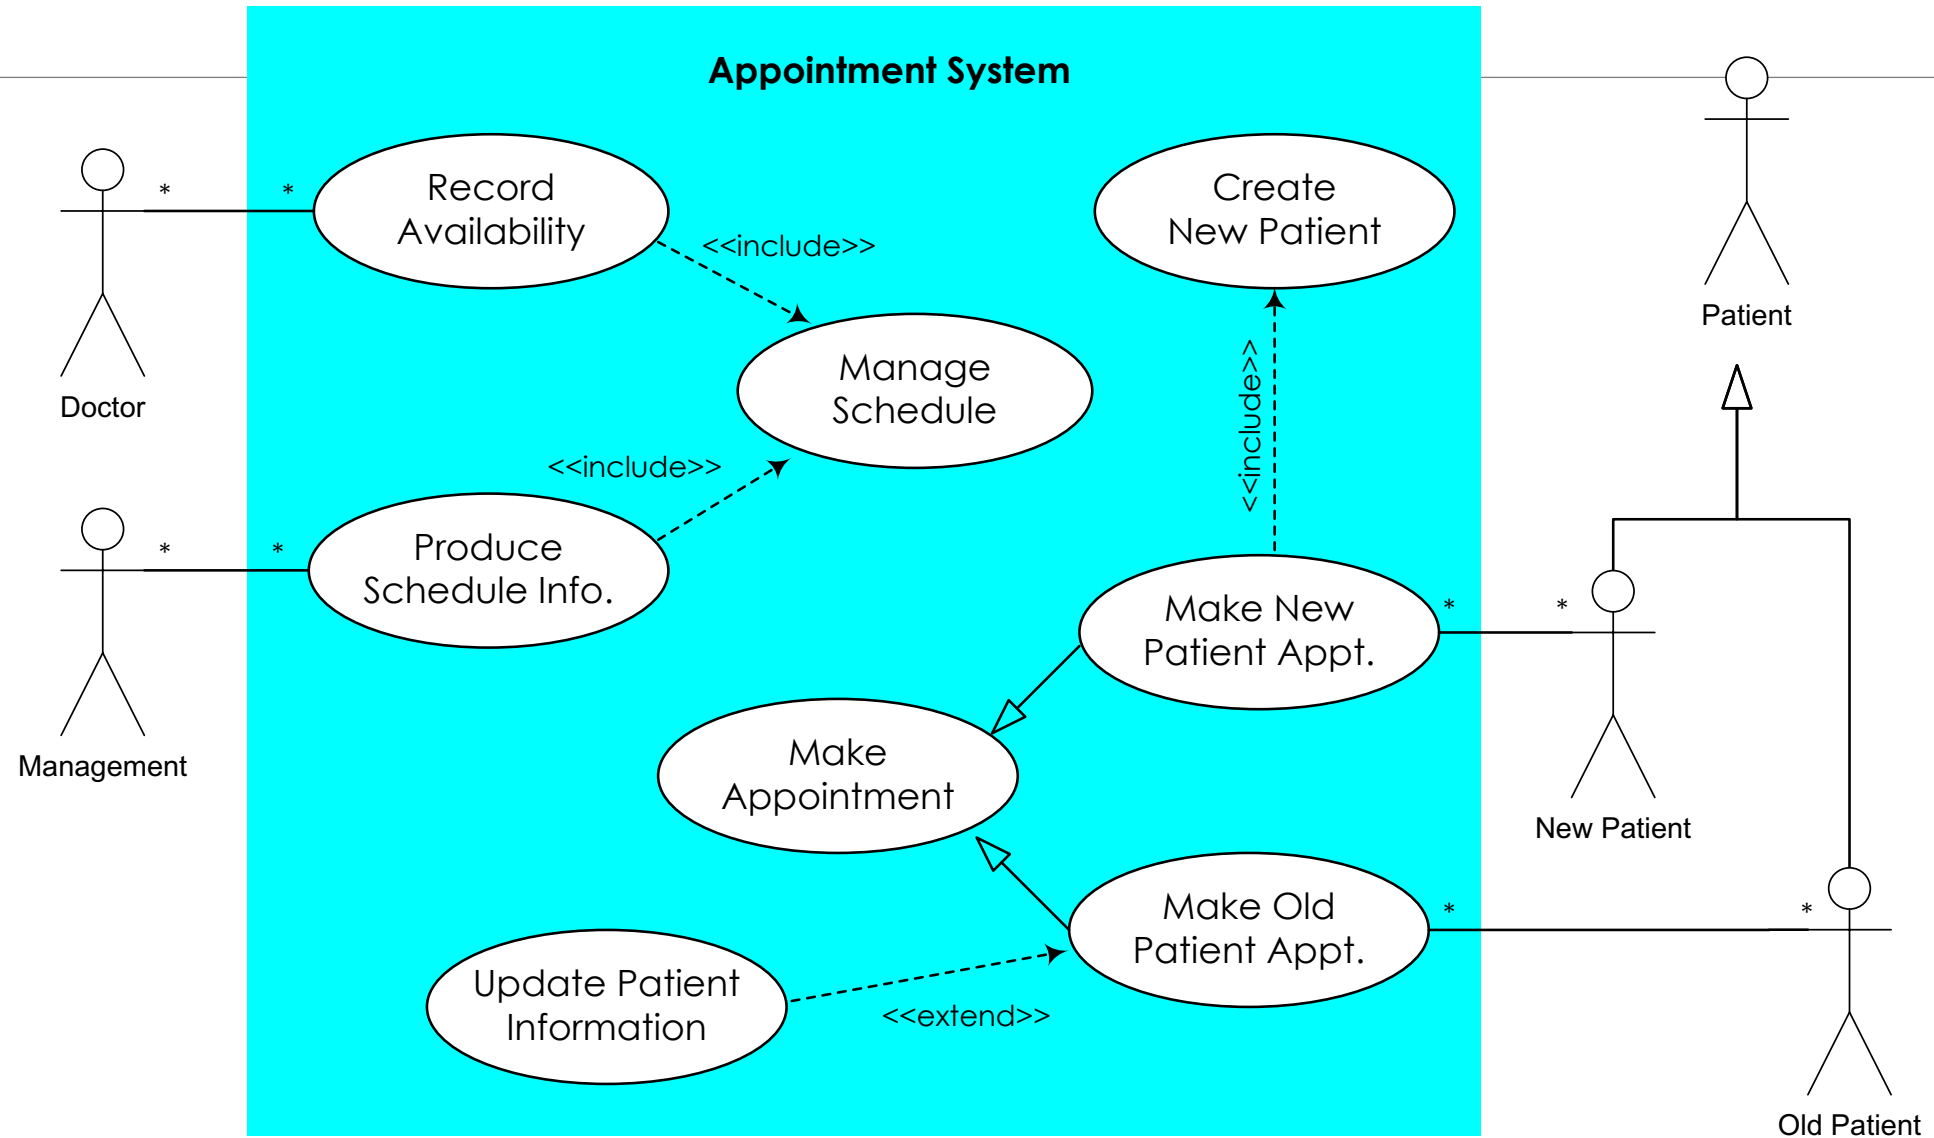 Appointment System
Record
Availability
Create
New Patient
*
*
<<include>>
Patient
Manage
Schedule
Doctor
<<include>>
<<include>>
Produce
Schedule Info.
*
*
Make New
Patient Appt.
*
*
Management
Make
Appointment
New Patient
Make Old
Patient Appt.
*
*
Update Patient
Information
<<extend>>
Old Patient